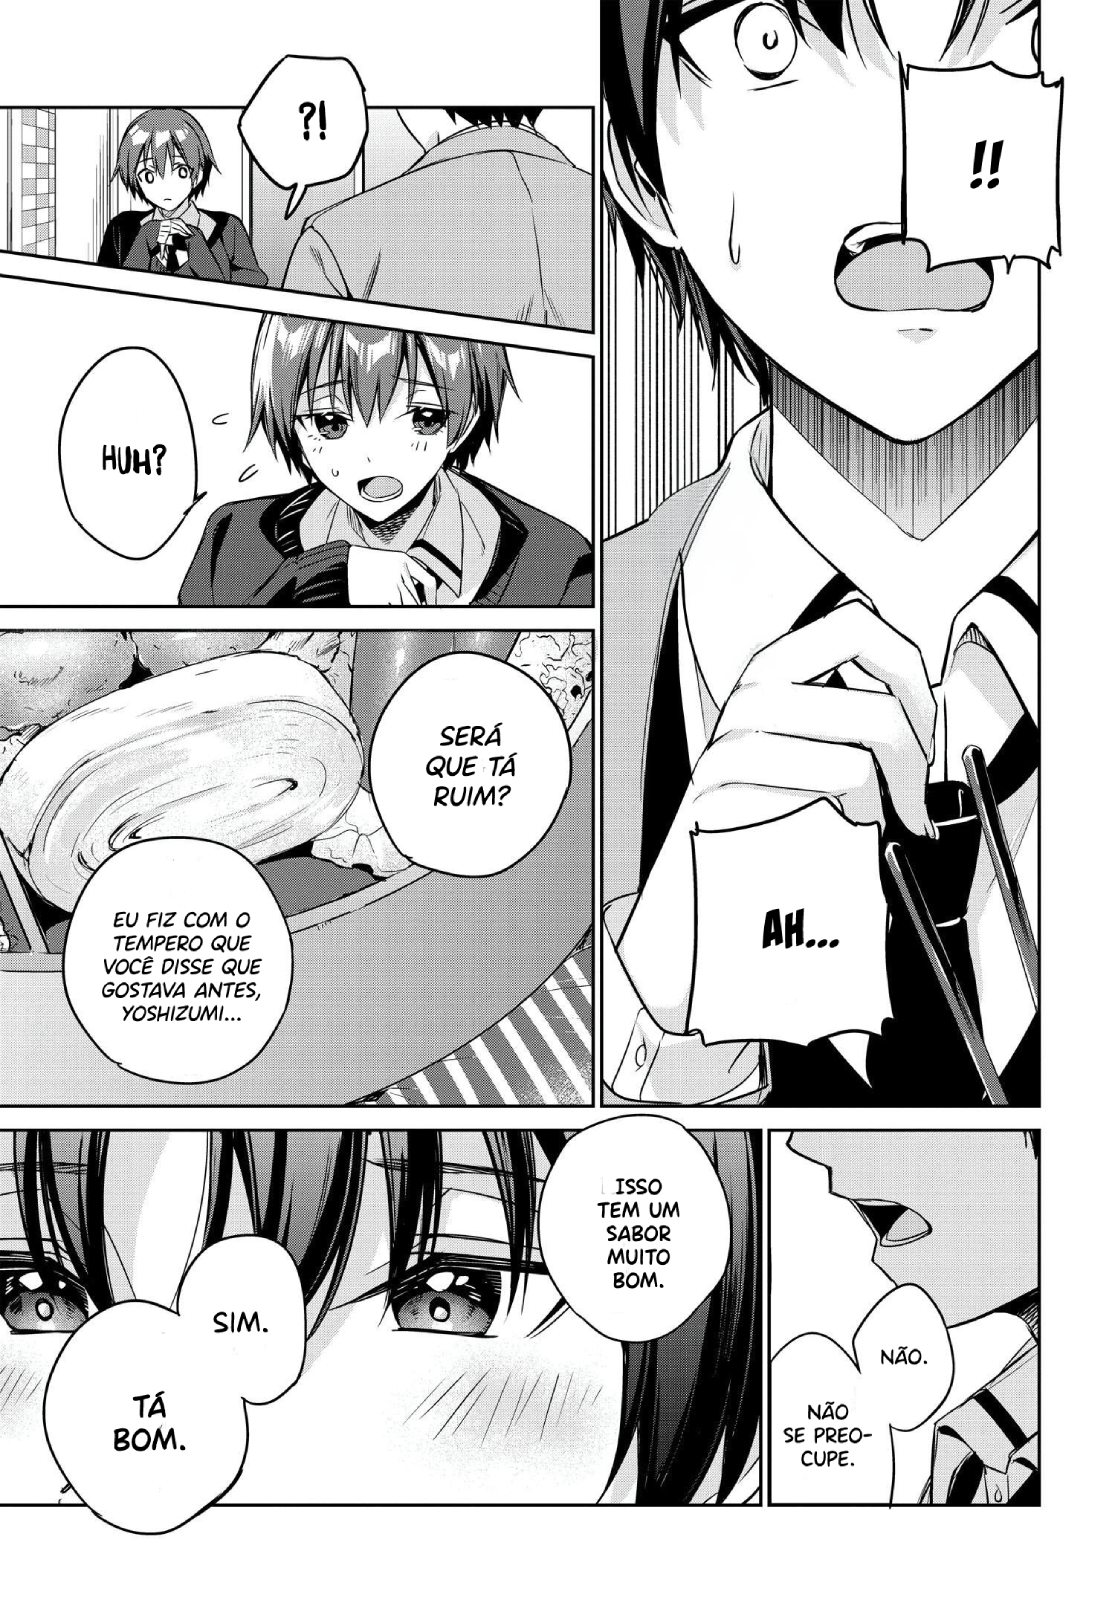 !!
AH...
?!
HUH?
SERÁ
QUE TÁ
RUIM?
EU FIZ COM O
TEMPERO QUE
VOCÊ DISSE QUE
GOSTAVA ANTES,
YOSHIZUMI...
NÃO.
NÃO
SE PREO-
CUPE.
ISSO
TEM UM
SABOR
MUITO
BOM.
SIM.
TÁ
BOM.